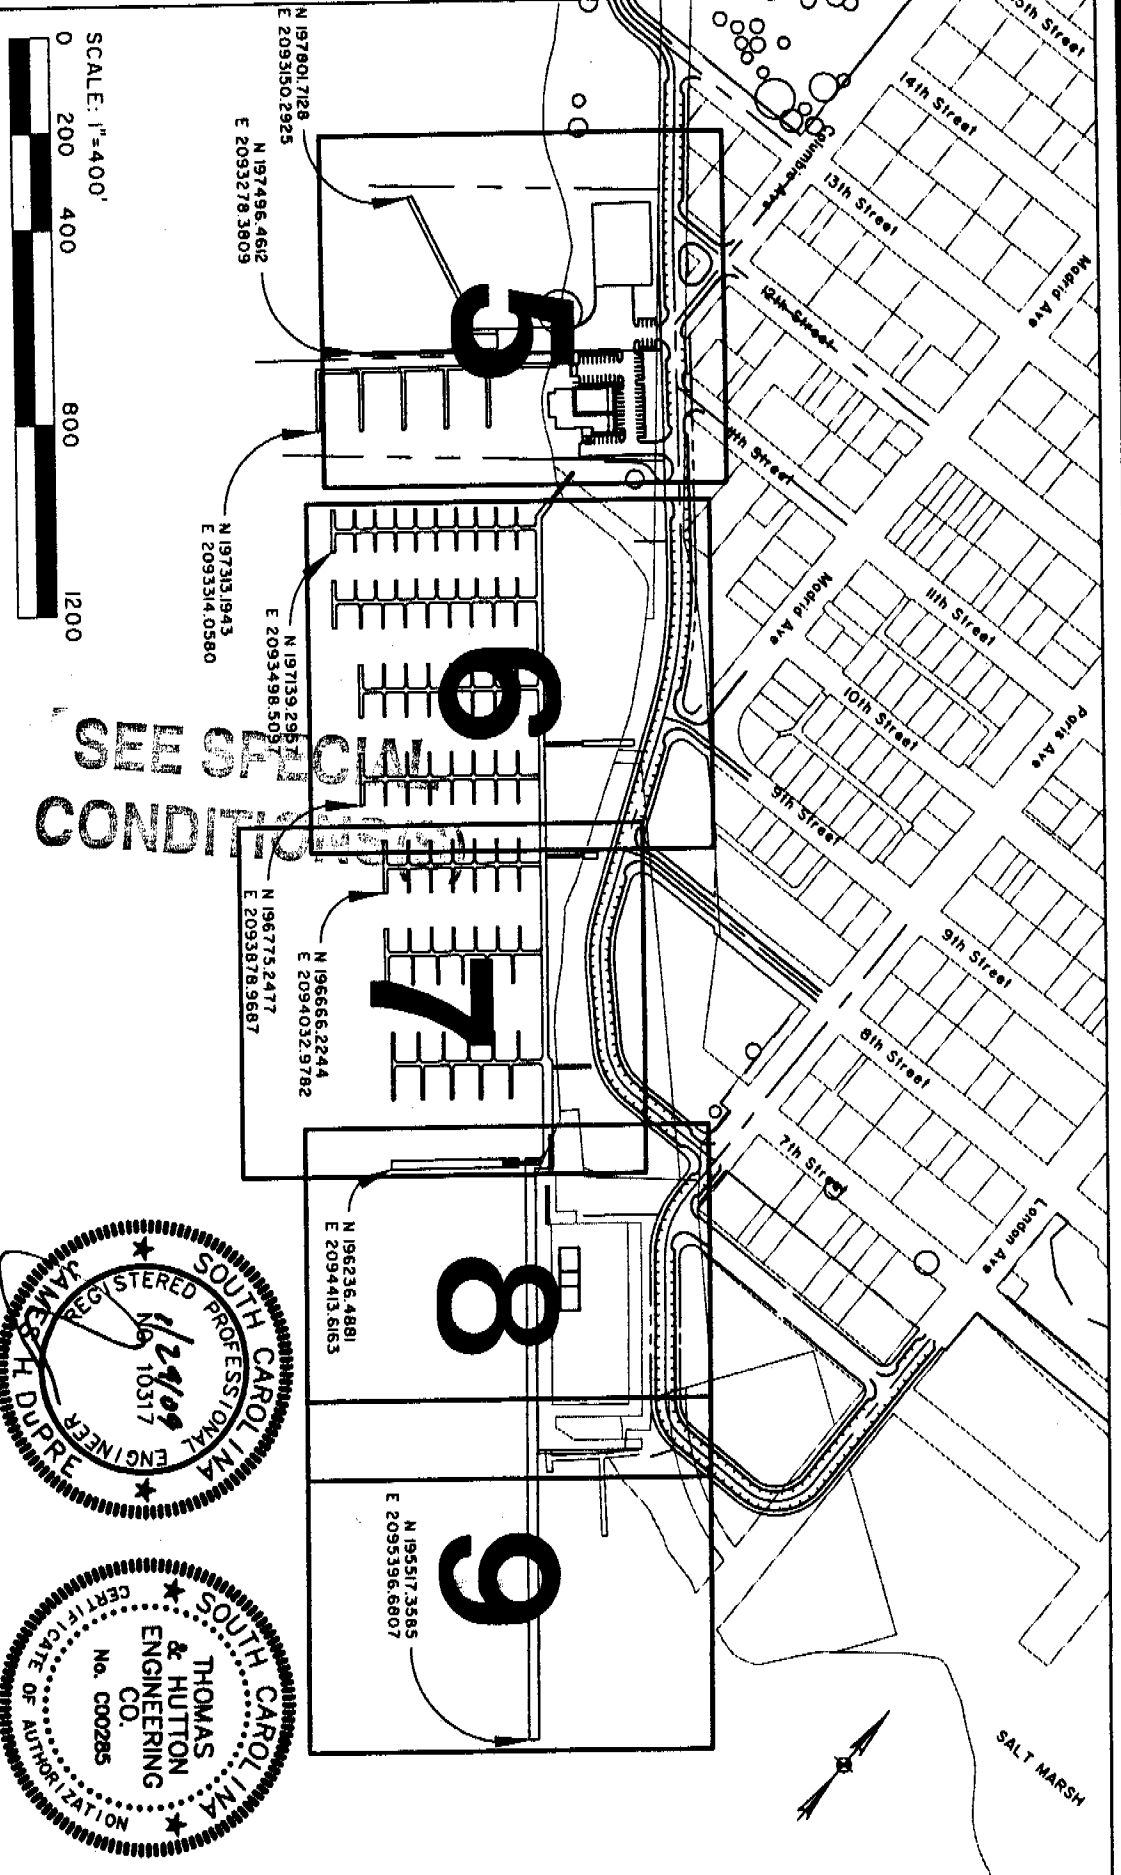 15th Street
14th Street
13th Street
12th Street
11th Street
11th Street
10th Street
9th Street
9th Street
8th Street
7th Street
Columbia Ave
Madrid Ave
Madrid Ave
Paris Ave
London Ave
SALT MARSH
5
6
7
8
9
N 197801.7128
E 2093150.2925
N 197496.4612
E 2093278.3809
N 197313.1943
E 2093314.0580
E 2093498.5097
N 196775.2477
E 2093878.9687
N 196666.2244
E 2094032.9782
N 196236.4881
E 2094413.6163
N 195517.3585
E 2095396.6807
SCALE: 1"=400'
0 200 400 800 1200
SEE SPECIAL
CONDITIONS
SOUTH CAROLINA
REGISTERED PROFESSIONAL ENGINEER
No 10317
JAMES H. DuPRE
SOUTH CAROLINA
THOMAS
& HUTTON
ENGINEERING
CO.
No. C00285
CERTIFICATE OF AUTHORIZATION